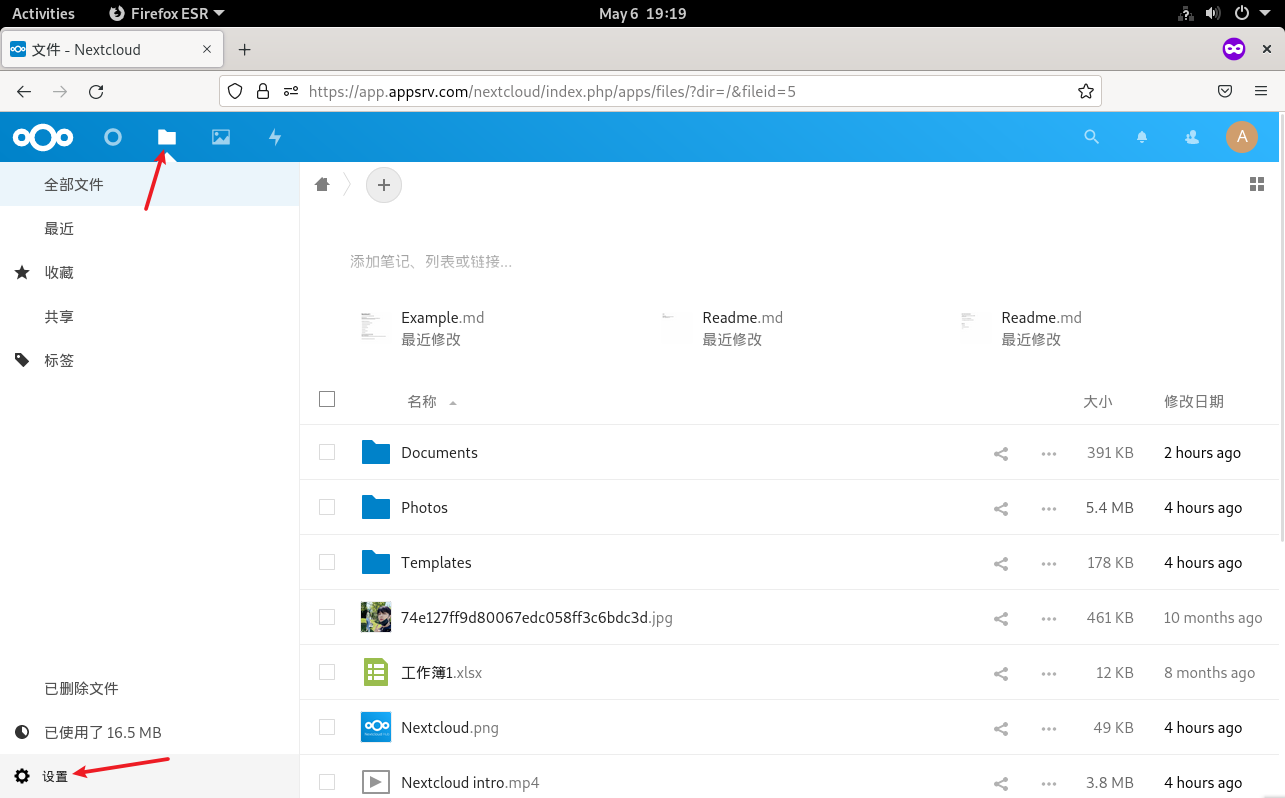 Activities Firefox ESR May 6 19:19
文件 - Nextcloud
https://app.appsrv.com/nextcloud/index.php/apps/files/?dir=/&fileid=5
A
全部文件
最近
收藏
共享
标签
已删除文件
已使用了 16.5 MB
设置
添加笔记、列表或链接...
Example.md
最近修改
Readme.md
最近修改
Readme.md
最近修改
名称 大小 修改日期
Documents 391 KB 2 hours ago
Photos 5.4 MB 4 hours ago
Templates 178 KB 4 hours ago
74e127ff9d80067edc058ff3c6bdc3d.jpg 461 KB 10 months ago
工作簿1.xlsx 12 KB 8 months ago
Nextcloud.png 49 KB 4 hours ago
Nextcloud intro.mp4 3.8 MB 4 hours ago